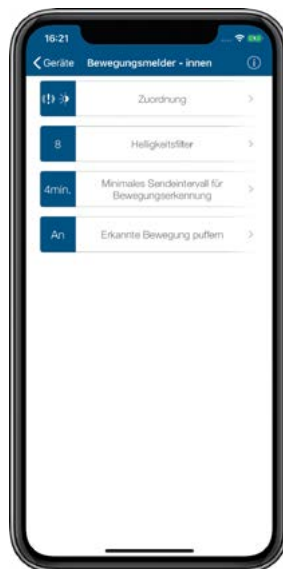 16:21
Geräte Bewegungsmelder - innen
Zuordnung
8 Helligkeitsfilter
4min. Minimales Sendeintervall für
Bewegungserkennung
An Erkannte Bewegung puffern